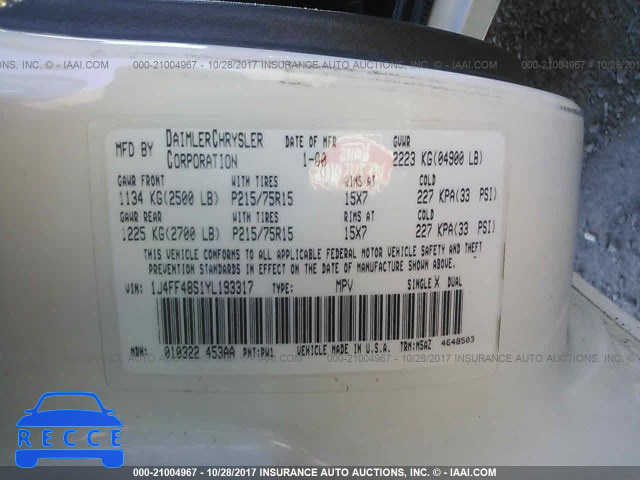 000-21004967 - 10/28/2017 INSURANCE AUTO AUCTIONS, INC. - IAAI.COM
MFD BY DAIMLERCHRYSLER CORPORATION DATE OF MFR 1-00 GVWR 2223 KG(04900 LB)
GAWR FRONT WITH TIRES RIMS AT COLD
1134 KG(2500 LB) P215/75R15 15X7 227 KPA(33 PSI)
GAWR REAR WITH TIRES RIMS AT COLD
1225 KG(2700 LB) P215/75R15 15X7 227 KPA(33 PSI)
THIS VEHICLE CONFORMS TO ALL APPLICABLE FEDERAL MOTOR VEHICLE SAFETY AND THEFT
PREVENTION STANDARDS IN EFFECT ON THE DATE OF MANUFACTURE SHOWN ABOVE.
VIN: 1J4FF48S1YL193317 TYPE: MPV SINGLE X DUAL
MDH: 010322 453AA PNT:PW1 VEHICLE MADE IN U.S.A. TRM:M5AZ 4648503
RECCE
000-21004967 - 10/28/2017 INSURANCE AUTO AUCTIONS, INC. - IAAI.COM